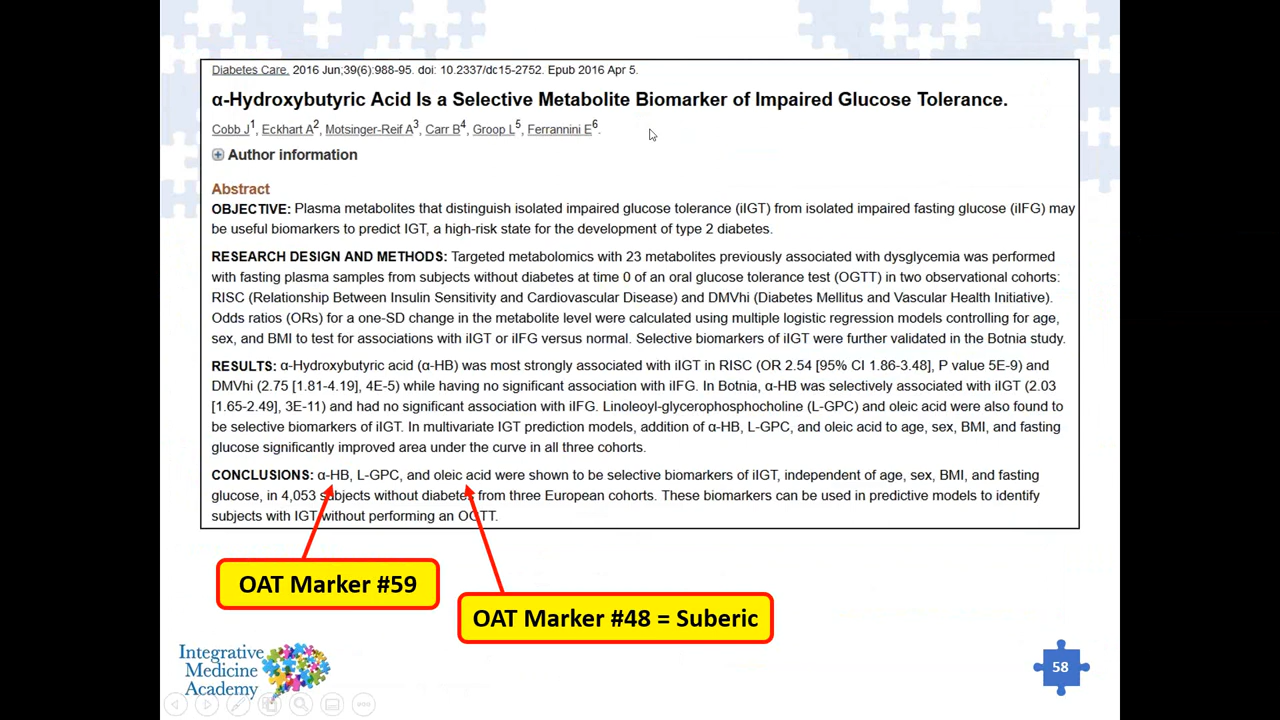 Diabetes Care. 2016 Jun;39(6):988-95. doi: 10.2337/dc15-2752. Epub 2016 Apr 5.
α-Hydroxybutyric Acid Is a Selective Metabolite Biomarker of Impaired Glucose Tolerance.
Cobb J1, Eckhart A2, Motsinger-Reif A3, Carr B4, Groop L5, Ferrannini E6.
Author information
Abstract
OBJECTIVE: Plasma metabolites that distinguish isolated impaired glucose tolerance (iIGT) from isolated impaired fasting glucose (iIFG) may
be useful biomarkers to predict IGT, a high-risk state for the development of type 2 diabetes.
RESEARCH DESIGN AND METHODS: Targeted metabolomics with 23 metabolites previously associated with dysglycemia was performed
with fasting plasma samples from subjects without diabetes at time 0 of an oral glucose tolerance test (OGTT) in two observational cohorts:
RISC (Relationship Between Insulin Sensitivity and Cardiovascular Disease) and DMVhi (Diabetes Mellitus and Vascular Health Initiative).
Odds ratios (ORs) for a one-SD change in the metabolite level were calculated using multiple logistic regression models controlling for age,
sex, and BMI to test for associations with iIGT or iIFG versus normal. Selective biomarkers of iIGT were further validated in the Botnia study.
RESULTS: α-Hydroxybutyric acid (α-HB) was most strongly associated with iIGT in RISC (OR 2.54 [95% CI 1.86-3.48], P value 5E-9) and
DMVhi (2.75 [1.81-4.19], 4E-5) while having no significant association with iIFG. In Botnia, α-HB was selectively associated with iIGT (2.03
[1.65-2.49], 3E-11) and had no significant association with iIFG. Linoleoyl-glycerophosphocholine (L-GPC) and oleic acid were also found to
be selective biomarkers of iIGT. In multivariate IGT prediction models, addition of α-HB, L-GPC, and oleic acid to age, sex, BMI, and fasting
glucose significantly improved area under the curve in all three cohorts.
CONCLUSIONS: α-HB, L-GPC, and oleic acid were shown to be selective biomarkers of iIGT, independent of age, sex, BMI, and fasting
glucose, in 4,053 subjects without diabetes from three European cohorts. These biomarkers can be used in predictive models to identify
subjects with IGT without performing an OGTT.
OAT Marker #59
OAT Marker #48 = Suberic
Integrative
Medicine
Academy
58